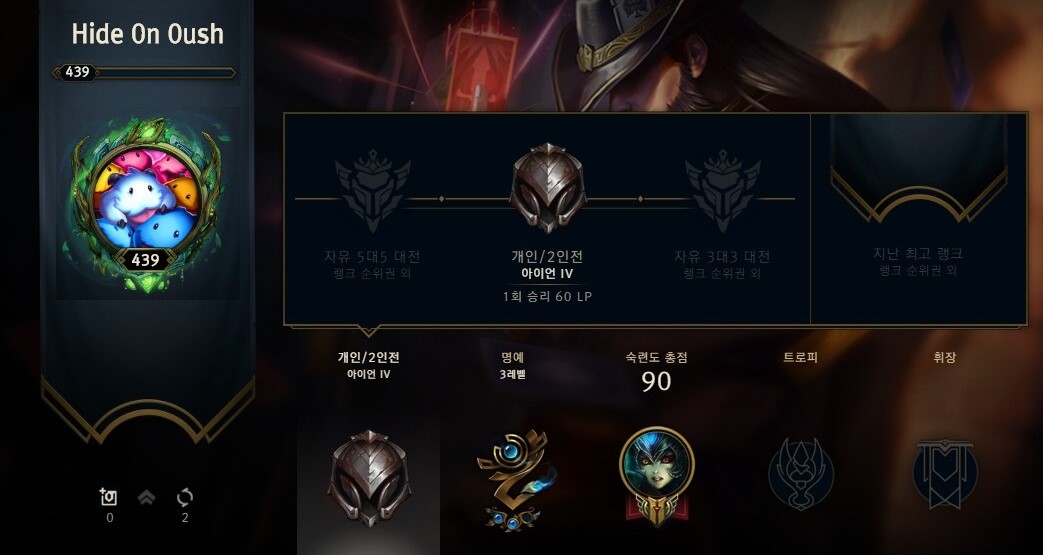 Hide On Oush
439
439
0
2
자유 5대5 대전
랭크 순위권 외
개인/2인전
아이언 IV
1회 승리 60 LP
자유 3대3 대전
랭크 순위권 외
지난 최고 랭크
랭크 순위권 외
개인/2인전
아이언 IV
명예
3레벨
숙련도 총점
90
트로피
휘장